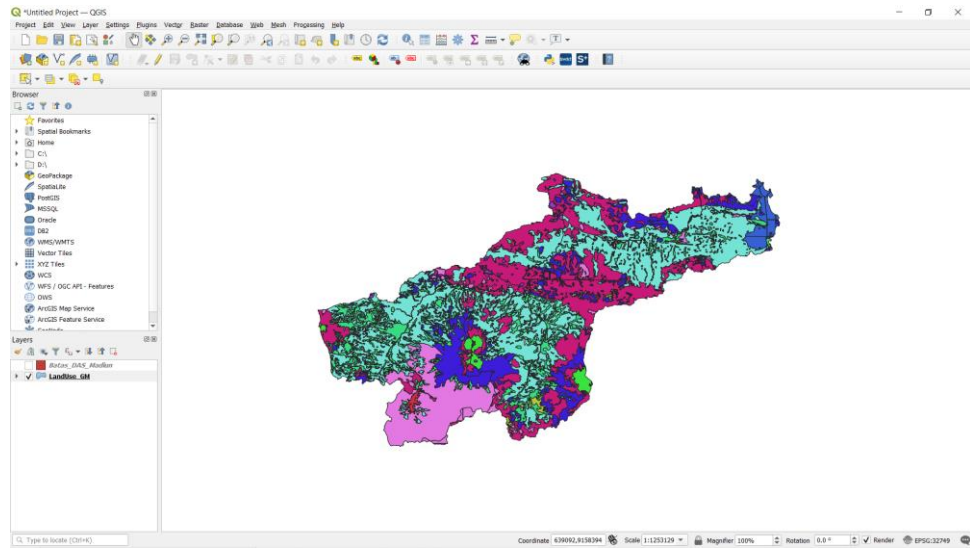 *Untitled Project — QGIS
Project Edit View Layer Settings Plugins Vector Raster Database Web Mesh Processing Help
Browser
Favorites
Spatial Bookmarks
Home
C:\
D:\
GeoPackage
SpatiaLite
PostGIS
MSSQL
Oracle
DB2
WMS/WMTS
Vector Tiles
XYZ Tiles
WCS
WFS / OGC API - Features
OWS
ArcGIS Map Service
ArcGIS Feature Service
GeoNode
Layers
Batas_DAS_Madiun
LandUse_GM
Type to locate (Ctrl+K)
Coordinate 639092,9158394 Scale 1:1253129 Magnifier 100% Rotation 0.0 ° Render EPSG:32749